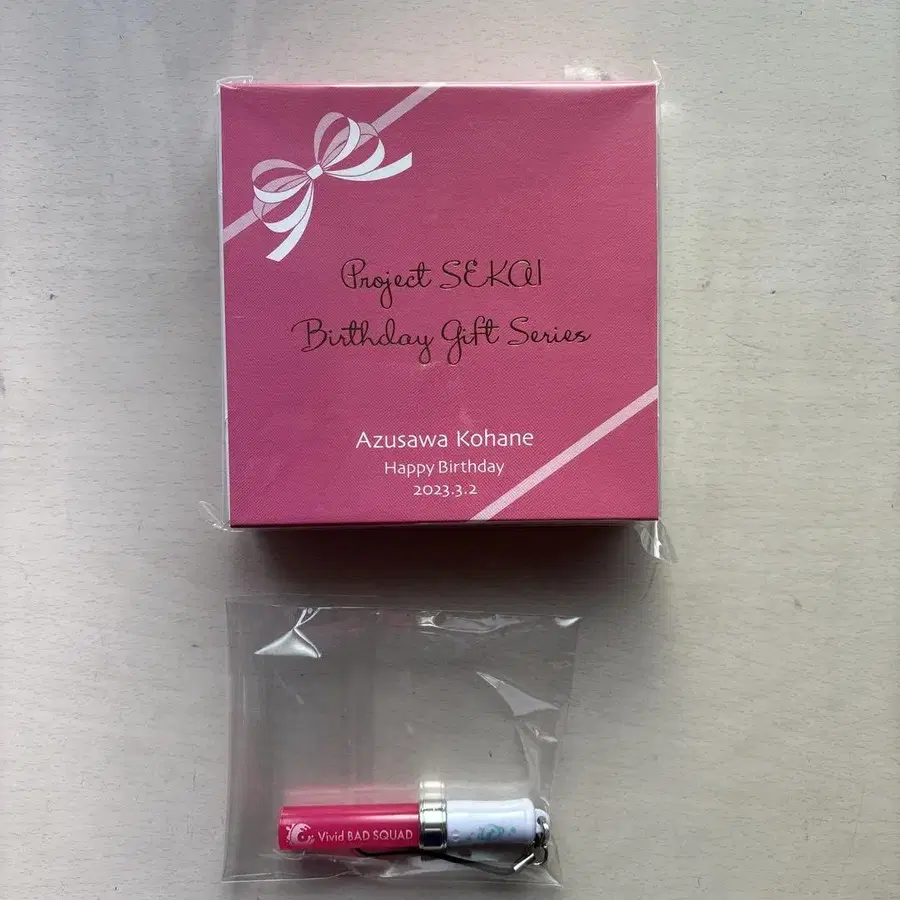 Project SEKAI
Birthday Gift Series
Azusawa Kohane
Happy Birthday
2023.3.2
Vivid BAD SQUAD